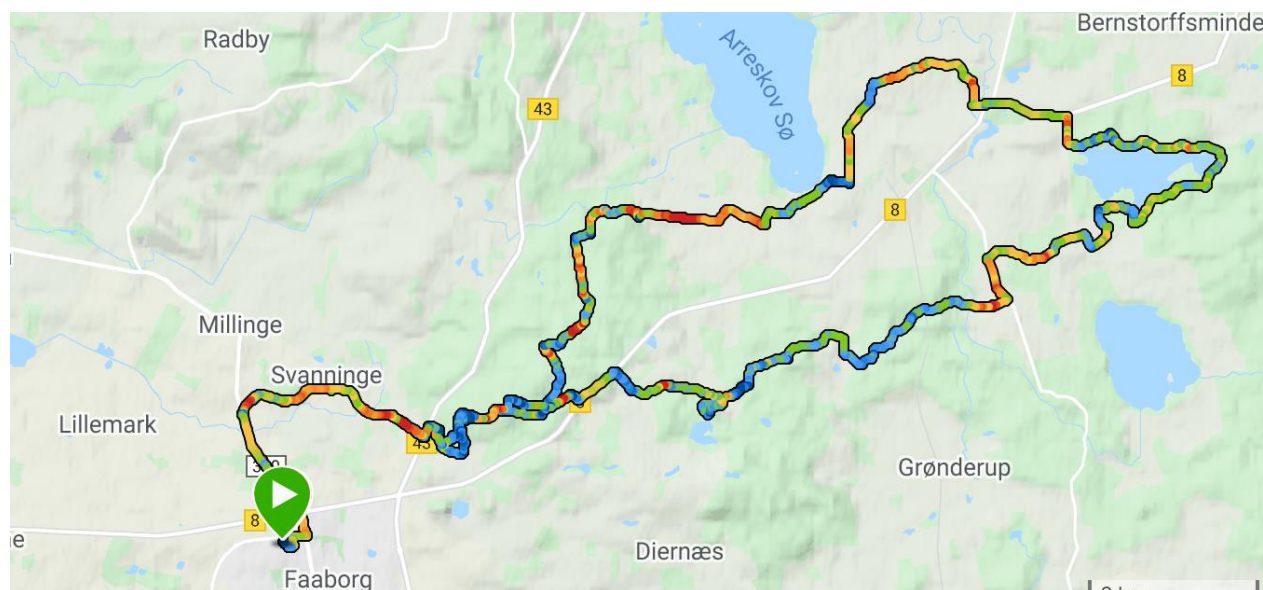 Radby
Bernstorffsminde
Arreskov Sø
8
43
8
Millinge
Svanninge
Lillemark
43
Grønderup
8
Diernæs
Faaborg